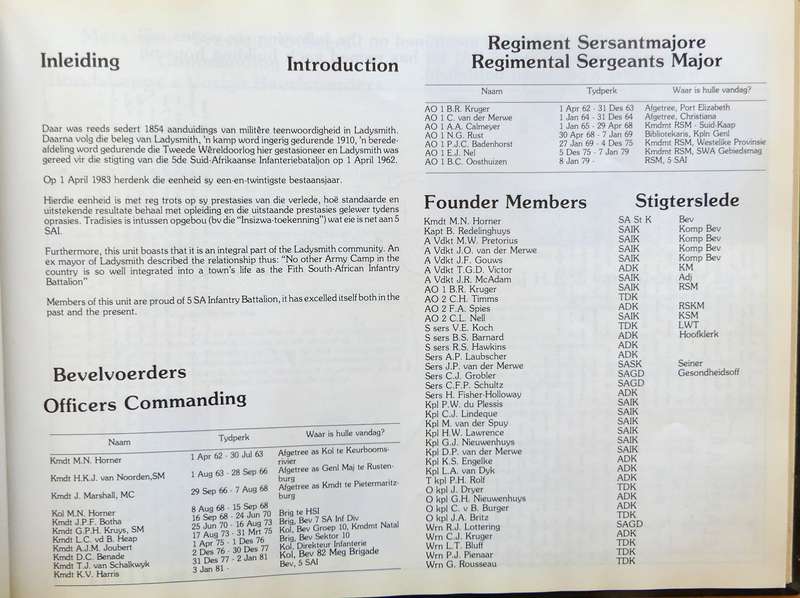 Inleiding
Introduction
Daar was reeds sedert 1854 aanduidings van militêre teenwoordigheid in Ladysmith.
Daarna volg die beleg van Ladysmith, 'n kamp word ingerig gedurende 1910, 'n berede-
afdeling word gedurende die Tweede Wêreldoorlog hier gestasioneer en Ladysmith was
gereed vir die stigting van die 5de Suid-Afrikaanse Infanteriebataljon op 1 April 1962.
Op 1 April 1983 herdenk die eenheid sy een-en-twintigste bestaansjaar.
Hierdie eenheid is met reg trots op sy prestasies van die verlede, hoë standaarde en
uitstekende resultate behaal met opleiding en die uitstaande prestasies gelewer tydens
oprasies. Tradisies is intussen opgebou (bv die "Insizwa-toekenning") wat eie is net aan 5
SAI.
Furthermore, this unit boasts that it is an integral part of the Ladysmith community. An
ex mayor of Ladysmith described the relationship thus: "No other Army Camp in the
country is so well integrated into a town's life as the Fith South-African Infantry
Battalion"
Members of this unit are proud of 5 SA Infantry Battalion, it has excelled itself both in the
past and the present.
Bevelvoerders
Officers Commanding
Naam Tydperk Waar is hulle vandag?
Kmdt M.N. Horner 1 Apr 62 - 30 Jul 63 Afgetree as Kol te Keurbooms-
rivier
Kmdt H.K.J. van Noorden,SM 1 Aug 63 - 28 Sep 66 Afgetree as Genl Maj te Rusten-
burg
Kmdt J. Marshall, MC 29 Sep 66 - 7 Aug 68 Afgetree as Kmdt te Pietermaritz-
burg
Kol M.N. Horner 8 Aug 68 - 15 Sep 68
Kmdt J.P.F. Botha 16 Sep 68 - 24 Jun 70 Brig te HSI
Kmdt G.P.H. Kruys, SM 25 Jun 70 - 16 Aug 73 Brig, Bev 7 SA Inf Div
Kmdt L.C. vd B. Heap 17 Aug 73 - 31 Mrt 75 Kol, Bev Groep 10, Kmdmt Natal
Kmdt A.J.M. Joubert 1 Apr 75 - 1 Des 76 Brig, Bev Sektor 10
Kmdt D.C. Benade 2 Des 76 - 30 Des 77 Kol, Direkteur Infanterie
Kmdt T.J. van Schalkwyk 31 Des 77 - 2 Jan 81 Kol, Bev 82 Meg Brigade
Kmdt K.V. Harris 3 Jan 81 - Bev, 5 SAI
Regiment Sersantmajore
Regimental Sergeants Major
Naam Tydperk Waar is hulle vandag?
AO 1 B.R. Kruger 1 Apr 62 - 31 Des 63 Afgetree, Port Elizabeth
AO 1 C. van der Merwe 1 Jan 64 - 31 Des 64 Afgetree, Christiana
AO 1 A.A. Calmeyer 1 Jan 65 - 29 Apr 68 Kmdmt RSM - Suid-Kaap
AO 1 N.G. Rust 30 Apr 68 - 7 Jan 69 Bibliotekaris, Kpln Genl
AO 1 P.J.C. Badenhorst 27 Jan 69 - 4 Des 75 Kmdmt RSM, Westelike Provinsie
AO 1 E.J. Nel 5 Des 75 - 7 Jan 79 Kmdmt RSM, SWA Gebiedsmag
AO 1 B.C. Oosthuizen 8 Jan 79 - RSM, 5 SAI
Founder Members Stigterslede
Kmdt M.N. Horner SA St K Bev
Kapt B. Redelinghuys SAIK Komp Bev
A Vdkt M.W. Pretorius SAIK Komp Bev
A Vdkt J.O. van der Merwe SAIK Komp Bev
A Vdkt J.F. Gouws SAIK Komp Bev
A Vdkt T.G.D. Victor ADK KM
A Vdkt J.R. McAdam SAIK Adj
AO 1 B.R. Kruger SAIK RSM
AO 2 C.H. Timms TDK
AO 2 F.A. Spies ADK RSKM
AO 2 C.L. Nell SAIK KSM
S sers V.E. Koch TDK LWT
S sers B.S. Barnard ADK Hoofklerk
S sers R.S. Hawkins ADK
Sers A.P. Laubscher ADK
Sers J.P. van der Merwe SASK Seiner
Sers C.J. Grobler SAGD Gesondheidsoff
Sers C.F.P. Schultz SAGD
Sers H. Fisher-Holloway ADK
Kpl P.W. du Plessis SAIK
Kpl C.J. Lindeque SAIK
Kpl M. van der Spuy SAIK
Kpl H.W. Lawrence SAIK
Kpl G.J. Nieuwenhuys SAIK
Kpl D.P. van der Merwe SAIK
Kpl K.S. Engelke ADK
Kpl L.A. van Dyk ADK
T kpl P.H. Rolf ADK
O kpl J. Dryer TDK
O kpl G.H. Nieuwenhuys ADK
O kpl C. v B. Burger ADK
O kpl J.A. Britz TDK
Wrn R.J. Lottering SAGD
Wrn C.J. Kruger ADK
Wrn L.T. Bluff TDK
Wrn P.J. Pienaar TDK
Wrn G. Rousseau TDK